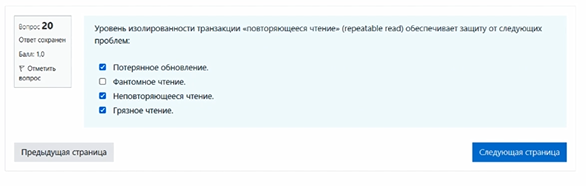 Вопрос 20
Ответ сохранен
Балл: 1,0
Отметить
вопрос
Уровень изолированности транзакции «повторяющееся чтение» (repeatable read) обеспечивает защиту от следующих
проблем:
Потерянное обновление.
Фантомное чтение.
Неповторяющееся чтение.
Грязное чтение.
Предыдущая страница
Следующая страница